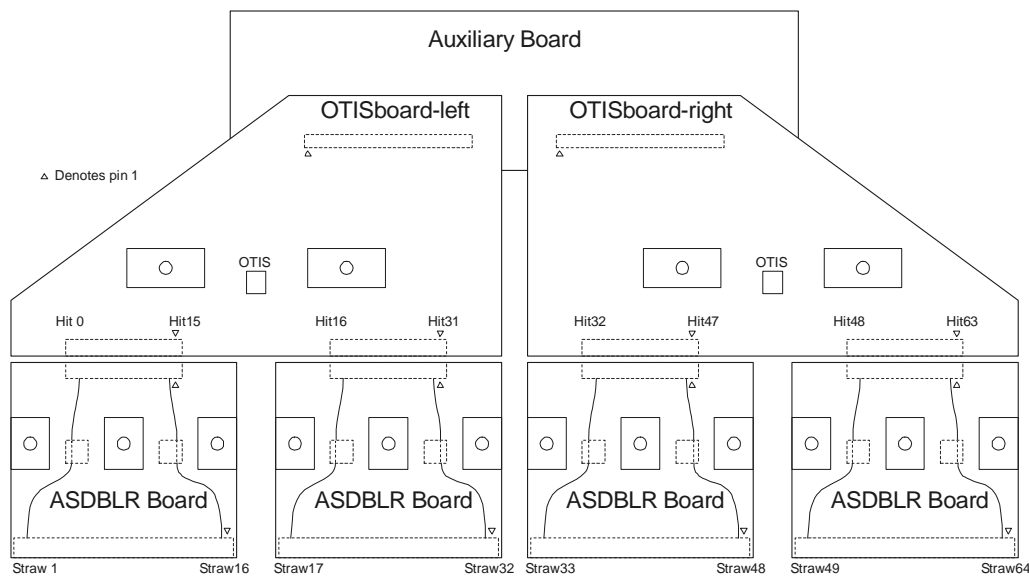 Auxiliary Board
OTISboard-left
OTISboard-right
Denotes pin 1
OTIS
OTIS
Hit 0
Hit15
Hit16
Hit31
Hit32
Hit47
Hit48
Hit63
ASDBLR Board
ASDBLR Board
ASDBLR Board
ASDBLR Board
Straw 1
Straw16
Straw17
Straw32
Straw33
Straw48
Straw49
Straw64